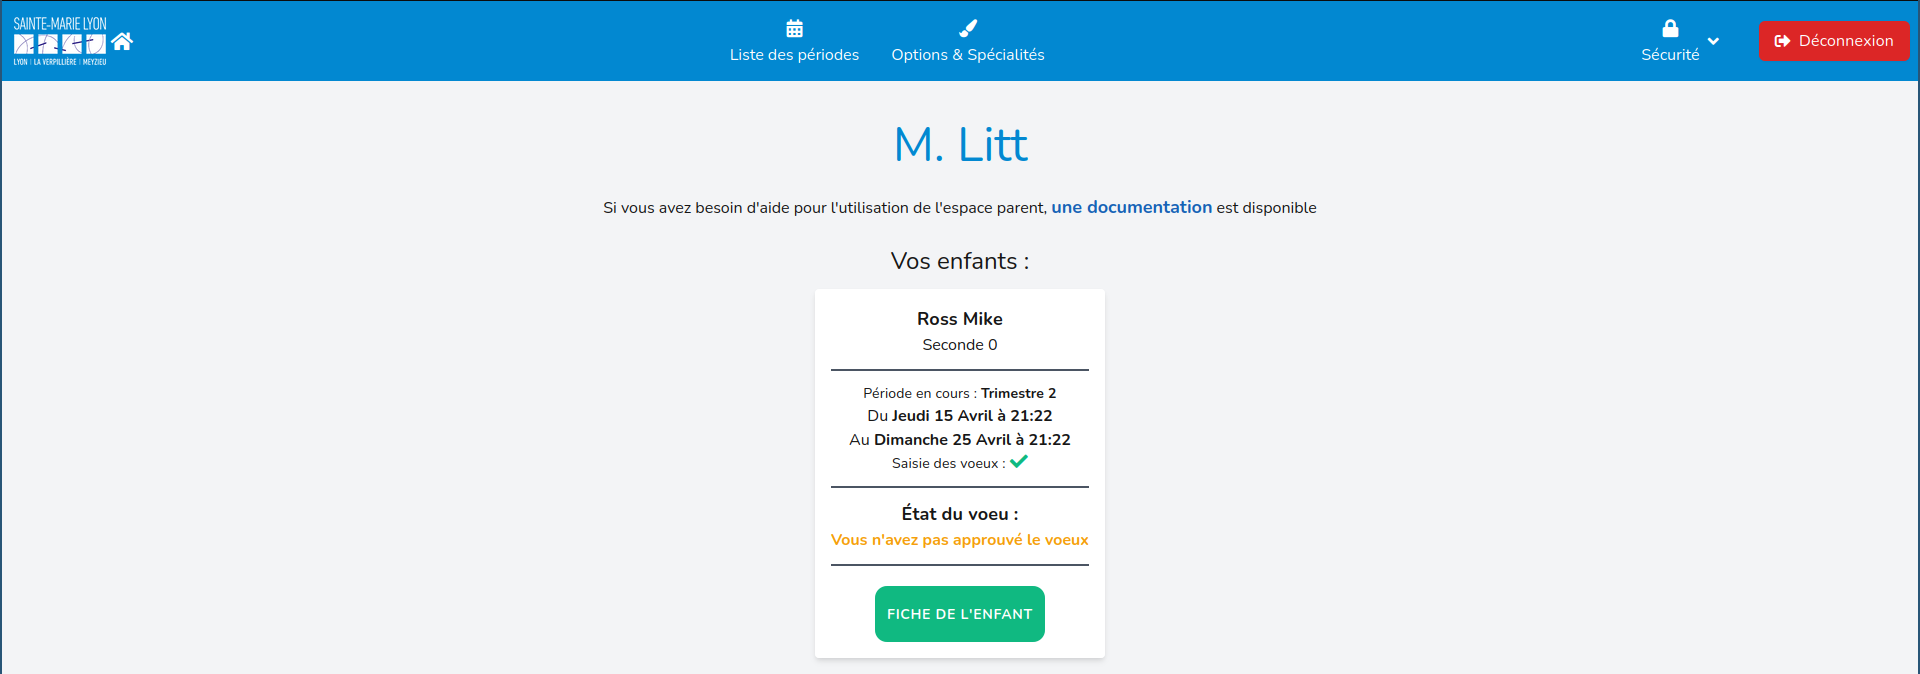 SAINTE-MARIE LYON
LYON | LA VERPILLIÈRE | MEYZIEU
Liste des périodes
Options & Spécialités
Sécurité
Déconnexion
M. Litt
Si vous avez besoin d'aide pour l'utilisation de l'espace parent, une documentation est disponible
Vos enfants :
Ross Mike
Seconde 0
Période en cours : Trimestre 2
Du Jeudi 15 Avril à 21:22
Au Dimanche 25 Avril à 21:22
Saisie des voeux :
État du voeu :
Vous n'avez pas approuvé le voeux
FICHE DE L'ENFANT